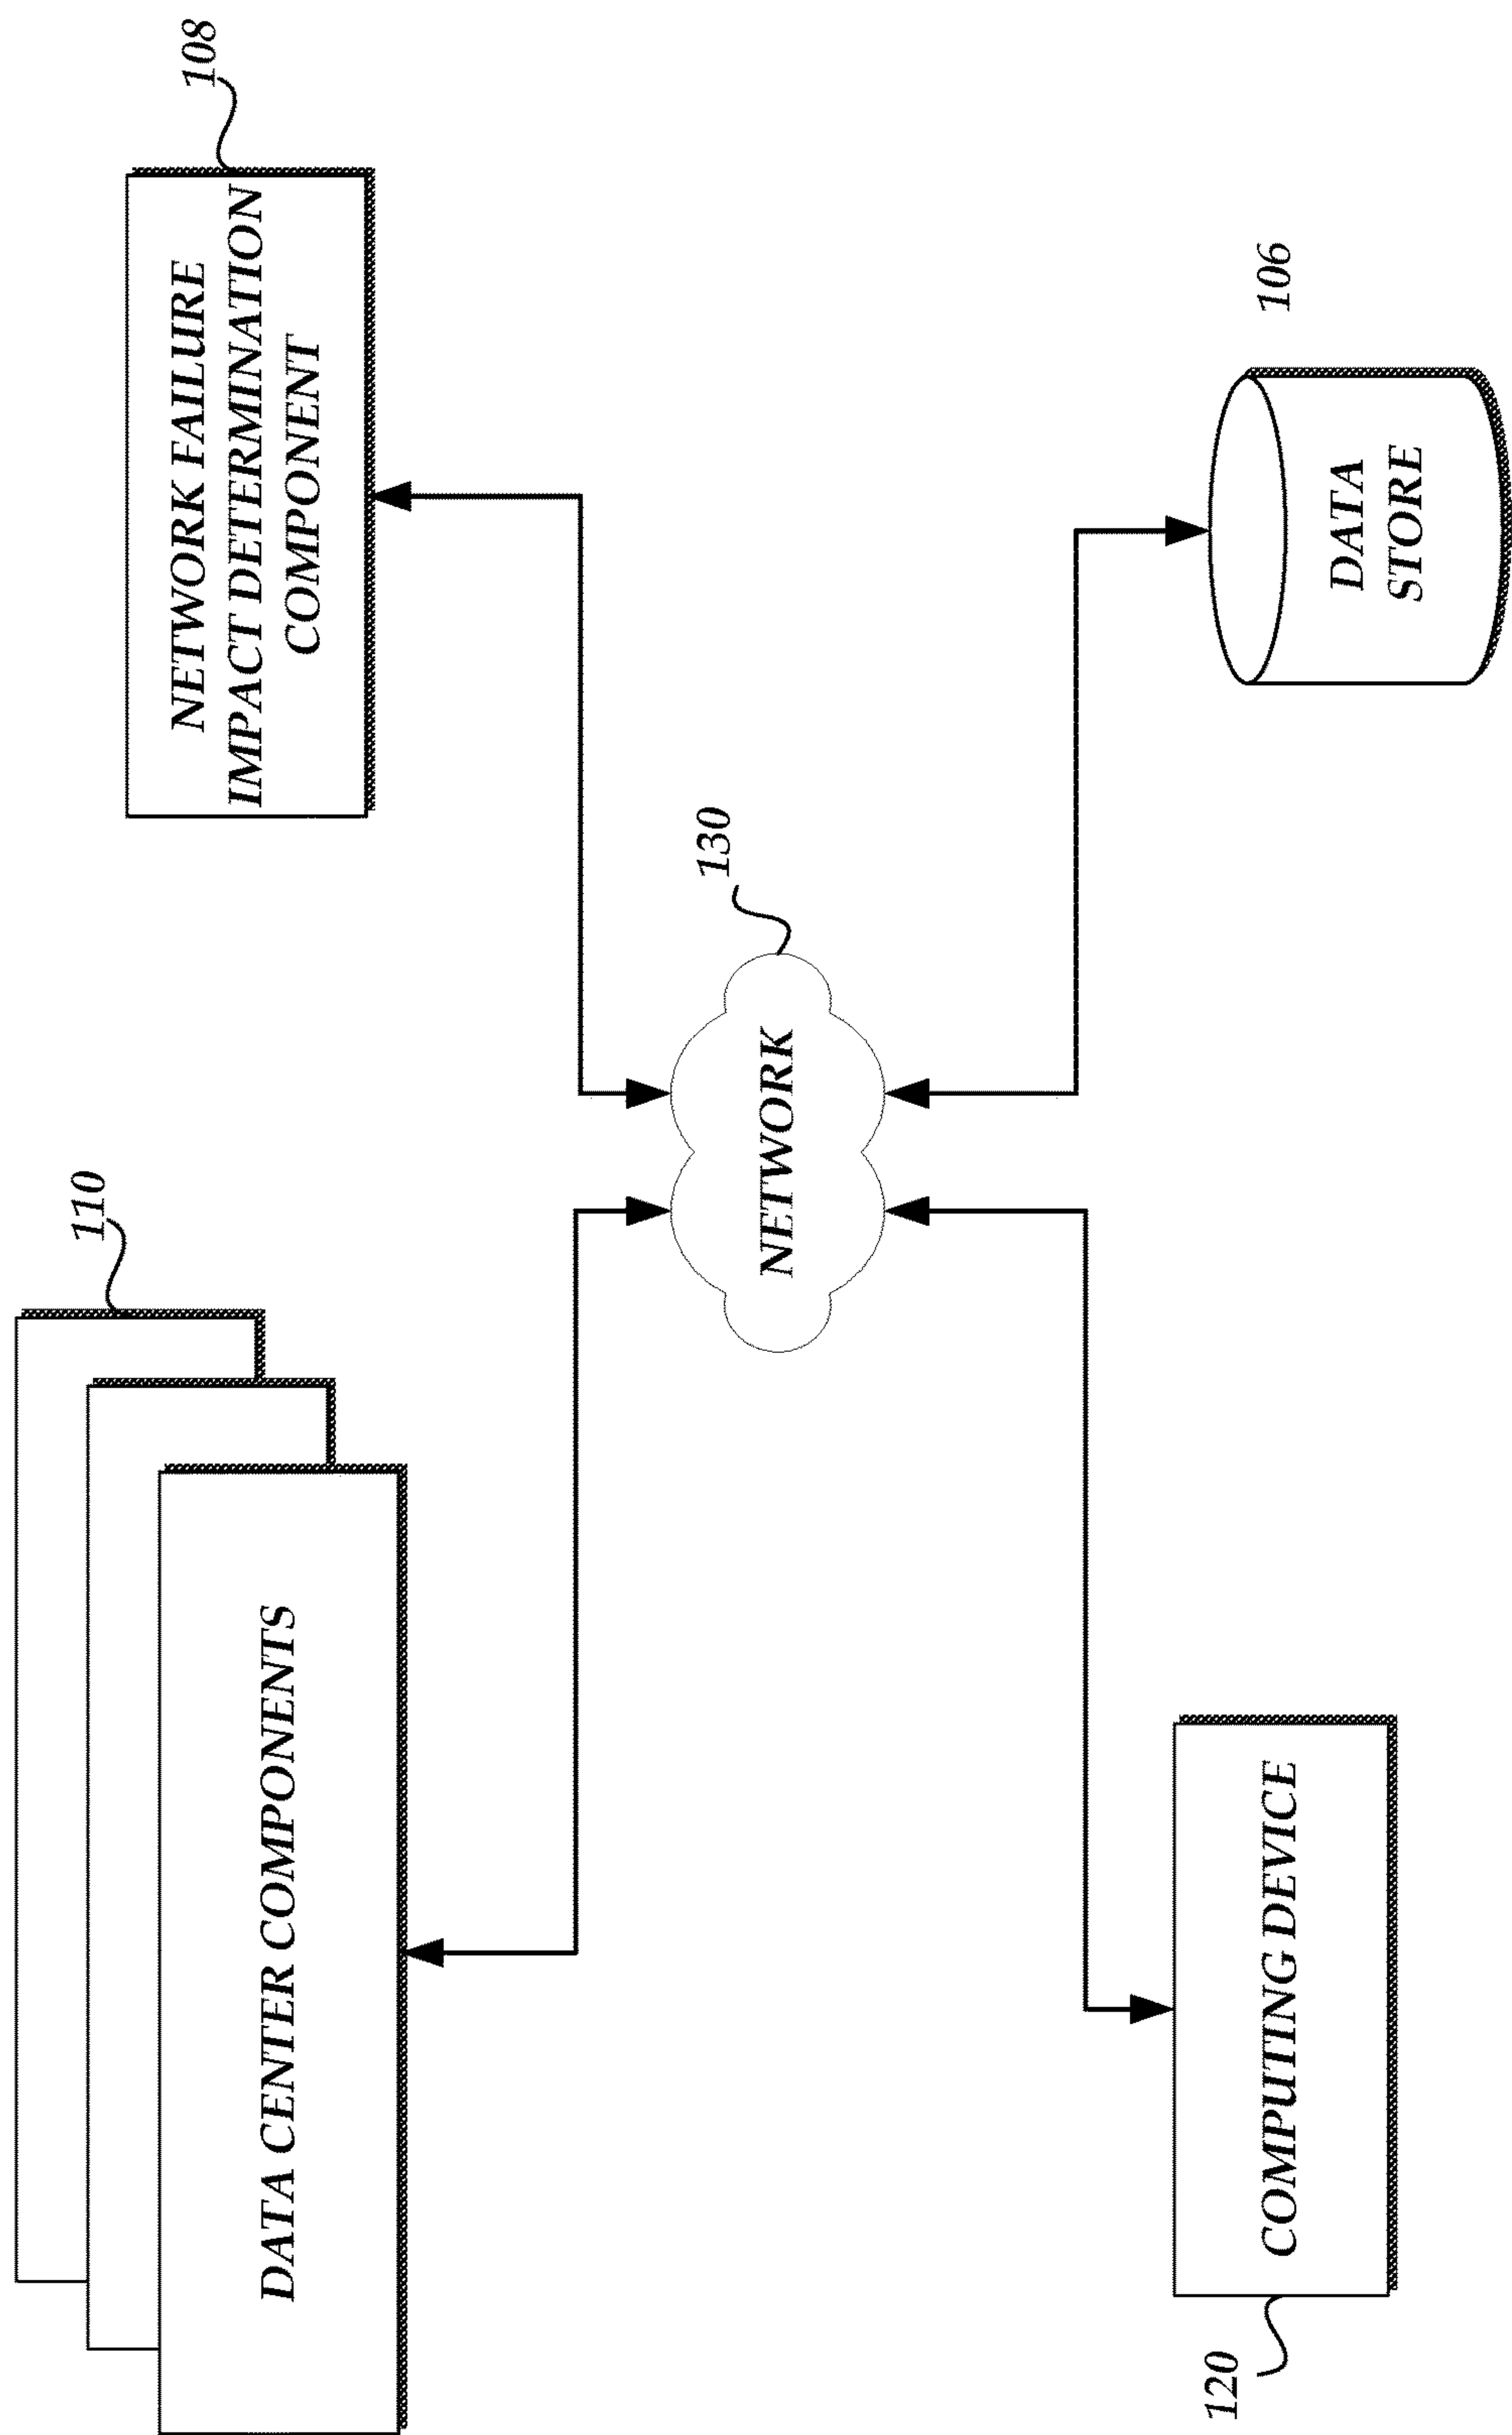 110
DATA CENTER COMPONENTS
108
NETWORK FAILURE
IMPACT DETERMINATION
COMPONENT
130
NETWORK
120
COMPUTING DEVICE
106
DATA
STORE